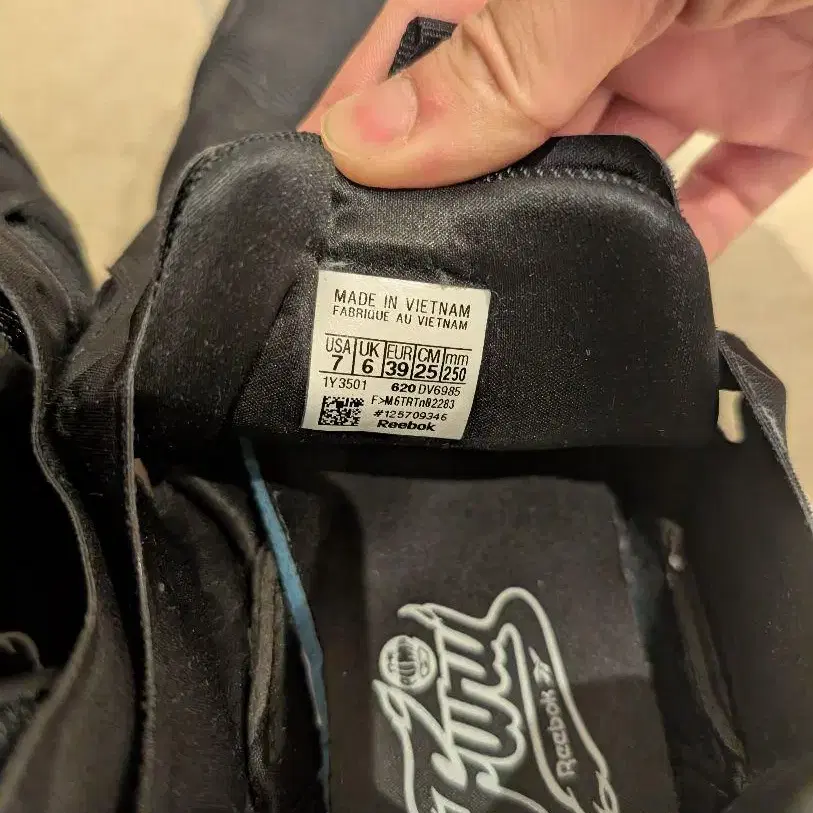 MADE IN VIETNAM
FABRIQUÉ AU VIETNAM
USA UK EUR CM mm
7 6 39 25 250
1Y3501 620 DV6985
F>M6TRTn02283
#125709346
Reebok
Reebok